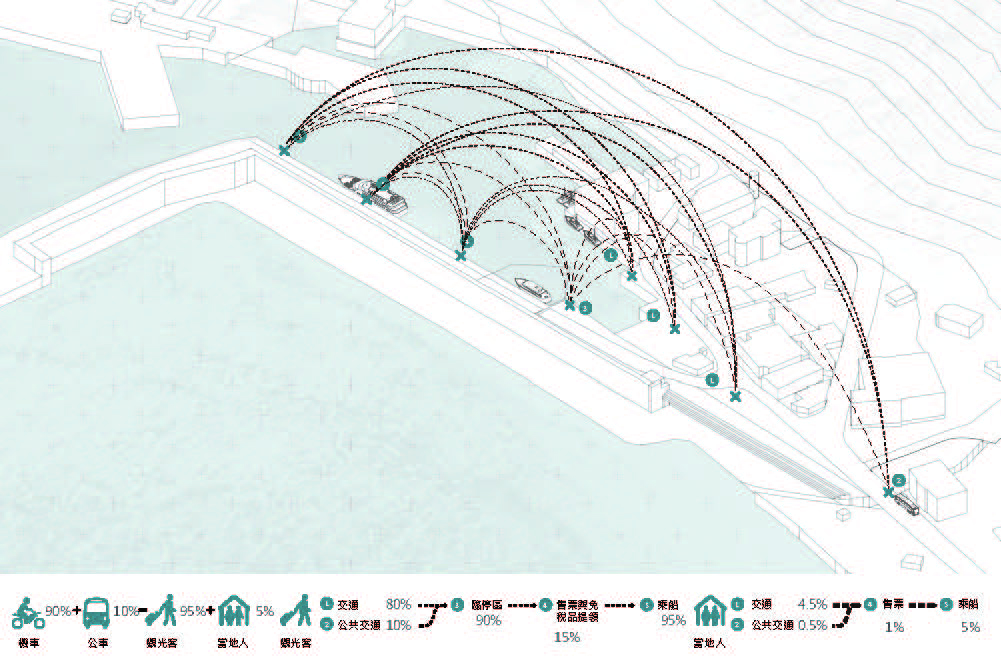 90%+ 10%= 95%+ 5%
機車 公車 觀光客 當地人 觀光客
1 交通 80%
2 公共交通 10%
3 臨停區
90%
4 售票與免
稅品提領
15%
5 乘船
95%
當地人
1 交通 4.5%
2 公共交通 0.5%
4 售票
1%
5 乘船
5%